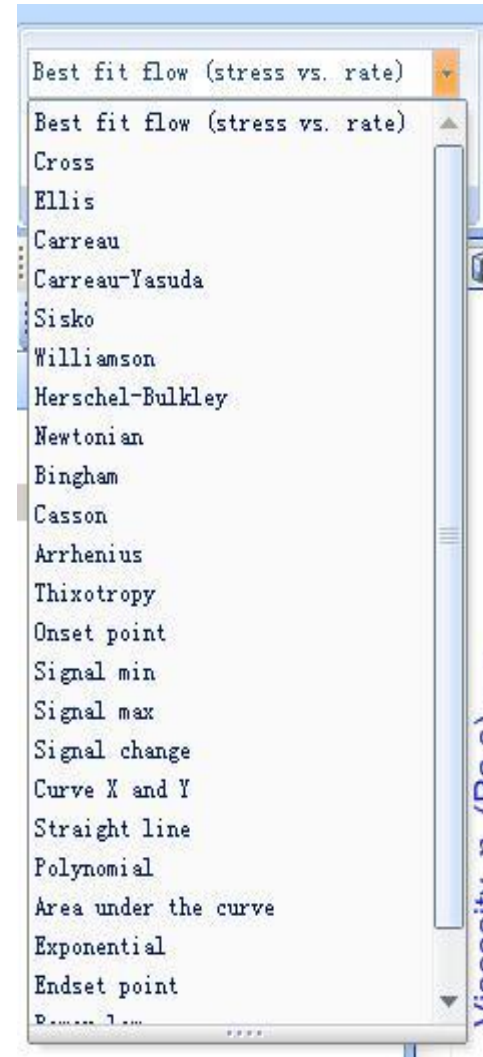 Best fit flow (stress vs. rate)
Best fit flow (stress vs. rate)
Cross
Ellis
Carreau
Carreau-Yasuda
Sisko
Williamson
Herschel-Bulkley
Newtonian
Bingham
Casson
Arrhenius
Thixotropy
Onset point
Signal min
Signal max
Signal change
Curve X and Y
Straight line
Polynomial
Area under the curve
Exponential
Endset point